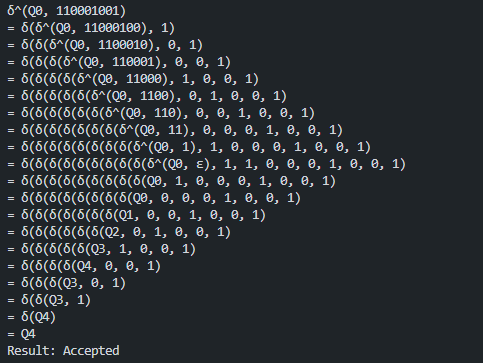 δ^(Q0, 110001001)
= δ(δ^(Q0, 11000100), 1)
= δ(δ(δ^(Q0, 1100010), 0, 1)
= δ(δ(δ(δ^(Q0, 110001), 0, 0, 1)
= δ(δ(δ(δ(δ^(Q0, 11000), 1, 0, 0, 1)
= δ(δ(δ(δ(δ(δ^(Q0, 1100), 0, 1, 0, 0, 1)
= δ(δ(δ(δ(δ(δ(δ^(Q0, 110), 0, 0, 1, 0, 0, 1)
= δ(δ(δ(δ(δ(δ(δ(δ^(Q0, 11), 0, 0, 0, 1, 0, 0, 1)
= δ(δ(δ(δ(δ(δ(δ(δ(δ^(Q0, 1), 1, 0, 0, 0, 1, 0, 0, 1)
= δ(δ(δ(δ(δ(δ(δ(δ(δ(δ^(Q0, ε), 1, 1, 0, 0, 0, 1, 0, 0, 1)
= δ(δ(δ(δ(δ(δ(δ(δ(δ(Q0, 1, 0, 0, 0, 1, 0, 0, 1)
= δ(δ(δ(δ(δ(δ(δ(δ(Q0, 0, 0, 0, 1, 0, 0, 1)
= δ(δ(δ(δ(δ(δ(δ(Q1, 0, 0, 1, 0, 0, 1)
= δ(δ(δ(δ(δ(δ(Q2, 0, 1, 0, 0, 1)
= δ(δ(δ(δ(δ(Q3, 1, 0, 0, 1)
= δ(δ(δ(δ(Q4, 0, 0, 1)
= δ(δ(δ(Q3, 0, 1)
= δ(δ(Q3, 1)
= δ(Q4)
= Q4
Result: Accepted